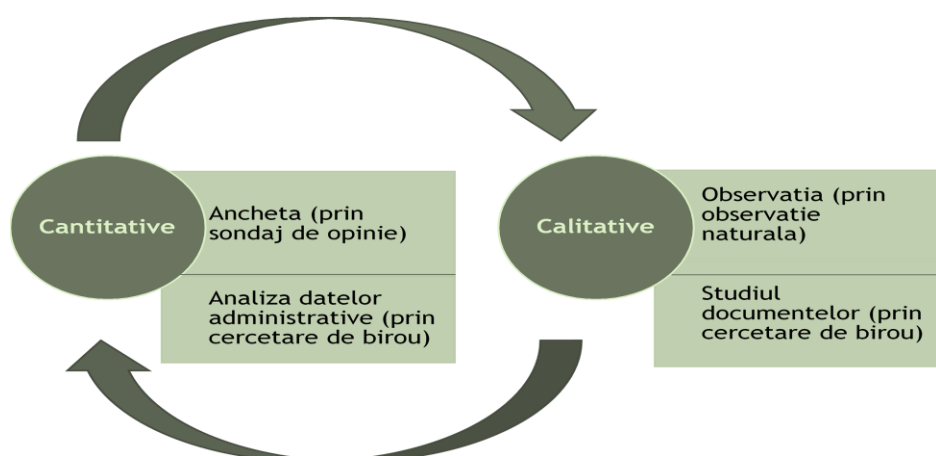 Cantitative
Ancheta (prin
sondaj de opinie)
Analiza datelor
administrative (prin
cercetare de birou)
Calitative
Observatia (prin
observatie
naturala)
Studiul
documentelor (prin
cercetare de birou)